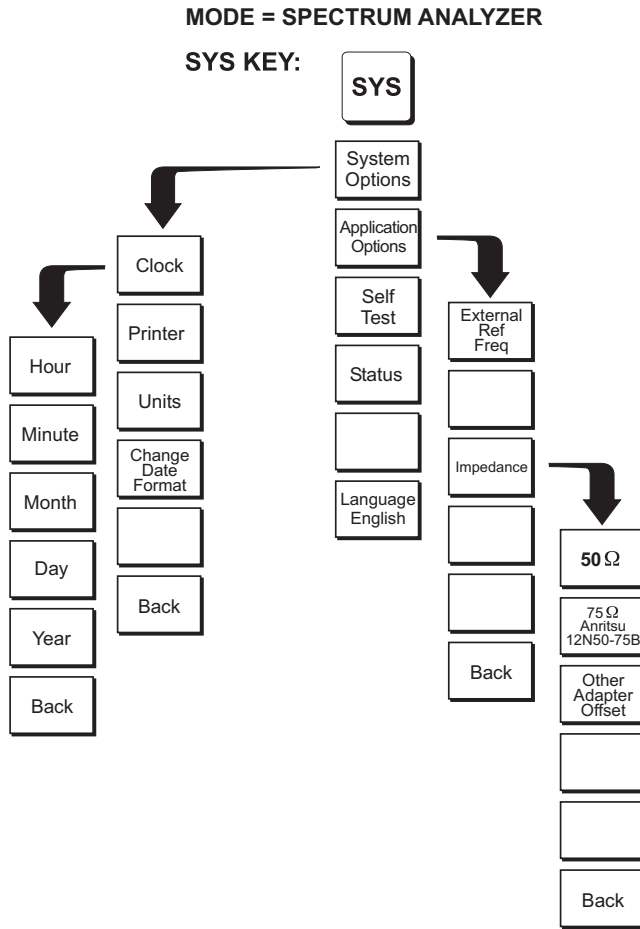 MODE = SPECTRUM ANALYZER
SYS KEY:
SYS
System
Options
Application
Options
Self
Test
Status
Language
English
Clock
Printer
Units
Change
Date
Format
Back
Hour
Minute
Month
Day
Year
Back
External
Ref
Freq
Impedance
Back
50 Ω
75 Ω
Anritsu
12N50-75B
Other
Adapter
Offset
Back